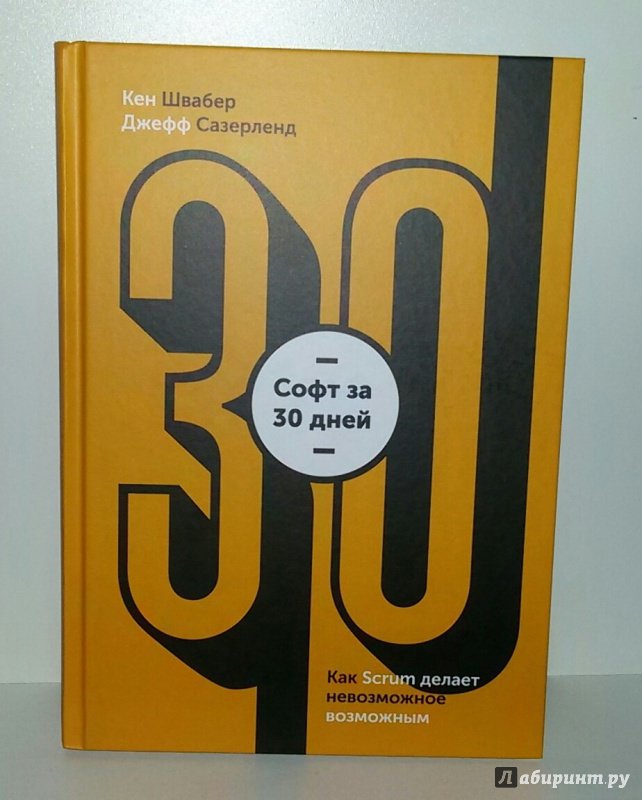 Кен Швабер
Джефф Сазерленд
30
Софт за
30 дней
Как Scrum делает
невозможное
возможным
Лабиринт.ру